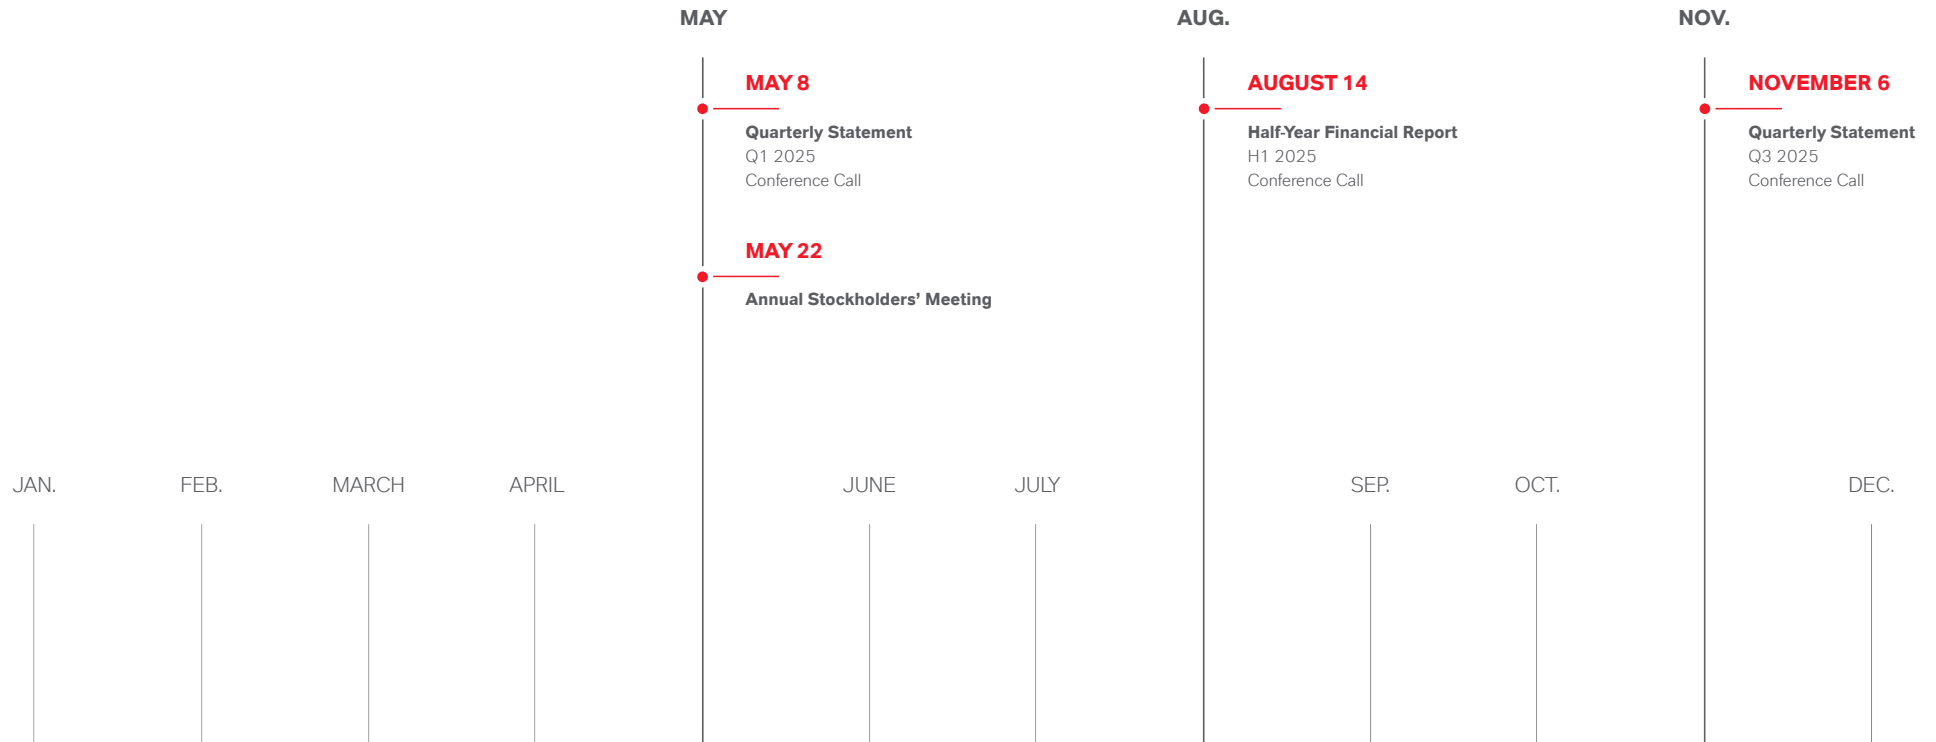 MAY
MAY 8
Quarterly Statement
Q1 2025
Conference Call
MAY 22
Annual Stockholders’ Meeting
AUG.
AUGUST 14
Half-Year Financial Report
H1 2025
Conference Call
NOV.
NOVEMBER 6
Quarterly Statement
Q3 2025
Conference Call
JAN.
FEB.
MARCH
APRIL
JUNE
JULY
SEP.
OCT.
DEC.